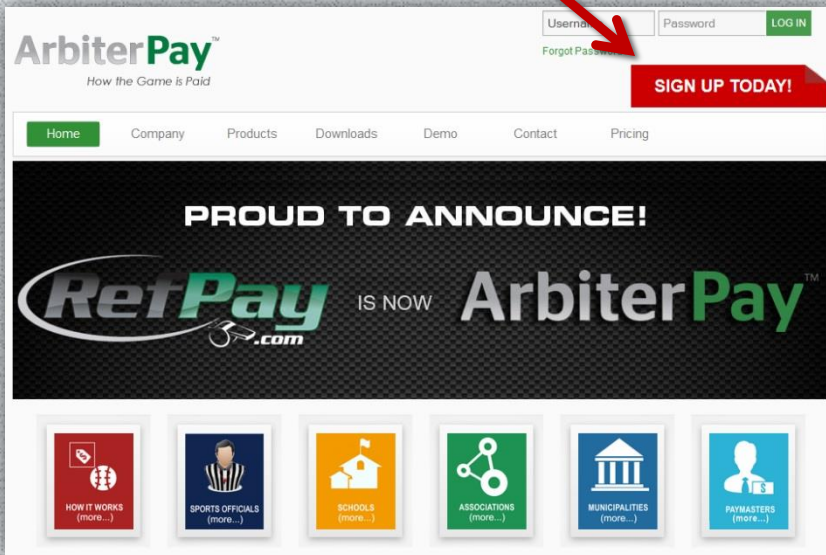 Username
Password
LOG IN
Forgot Password
ArbiterPay™
How the Game is Paid
SIGN UP TODAY!
Home Company Products Downloads Demo Contact Pricing
PROUD TO ANNOUNCE!
RefPay.com IS NOW ArbiterPay™
HOW IT WORKS
(more...)
SPORTS OFFICIALS
(more...)
SCHOOLS
(more...)
ASSOCIATIONS
(more...)
MUNICIPALITIES
(more...)
PAYMASTERS
(more...)